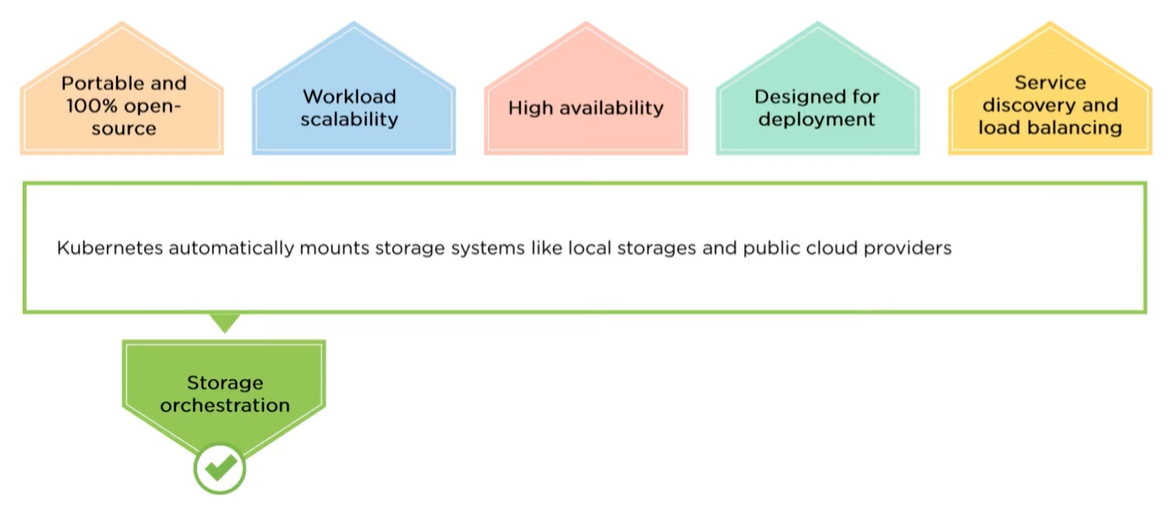 Portable and
100% open-
source
Workload
scalability
High availability
Designed for
deployment
Service
discovery and
load balancing
Kubernetes automatically mounts storage systems like local storages and public cloud providers
Storage
orchestration